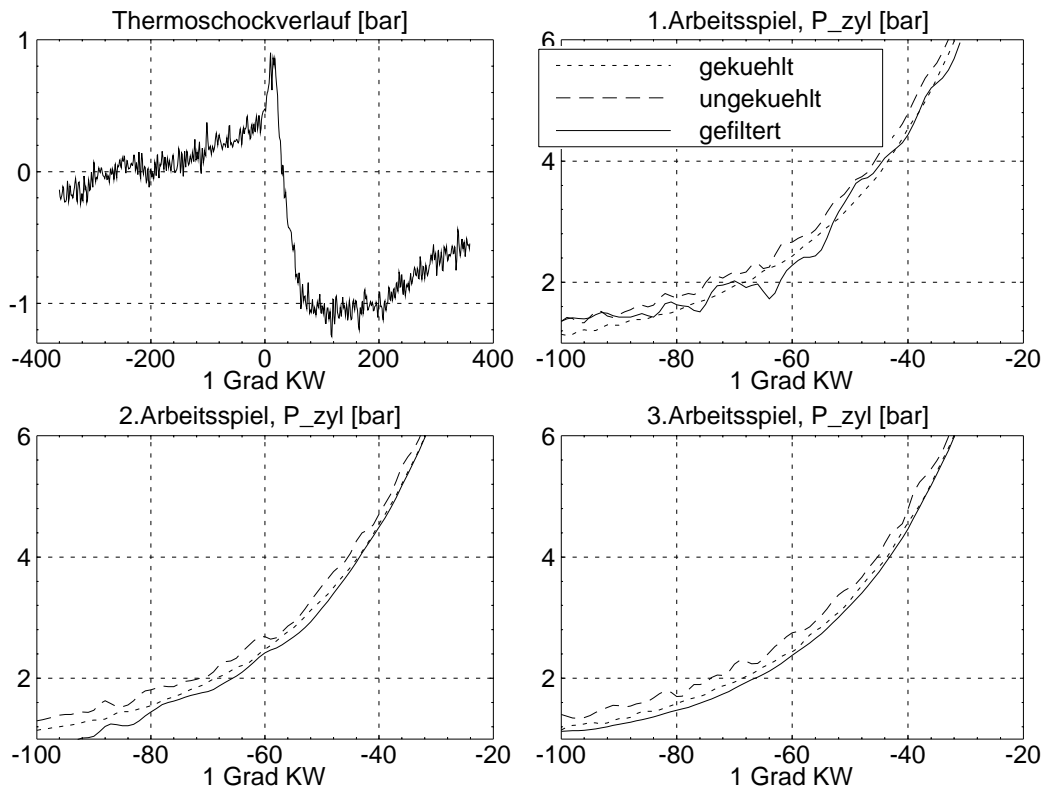 Thermoschockverlauf [bar]
1
0
-1
-400 -200 0 200 400
1 Grad KW
1.Arbeitsspiel, P_zyl [bar]
6
4
2
gekuehlt
ungekuehlt
gefiltert
-100 -80 -60 -40 -20
1 Grad KW
2.Arbeitsspiel, P_zyl [bar]
6
4
2
-100 -80 -60 -40 -20
1 Grad KW
3.Arbeitsspiel, P_zyl [bar]
6
4
2
-100 -80 -60 -40 -20
1 Grad KW